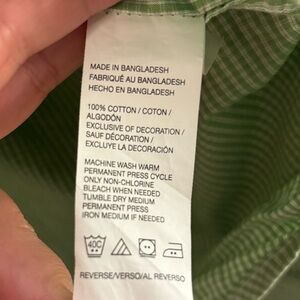 MADE IN BANGLADESH
FABRIQUÉ AU BANGLADESH
HECHO EN BANGLADESH
100% COTTON / COTON /
ALGODÓN
EXCLUSIVE OF DECORATION /
SAUF DÉCORATION /
EXCLUYE LA DECORACIÓN
MACHINE WASH WARM
PERMANENT PRESS CYCLE
ONLY NON-CHLORINE
BLEACH WHEN NEEDED
TUMBLE DRY MEDIUM
PERMANENT PRESS
IRON MEDIUM IF NEEDED
40C
REVERSE/VERSO/AL REVERSO